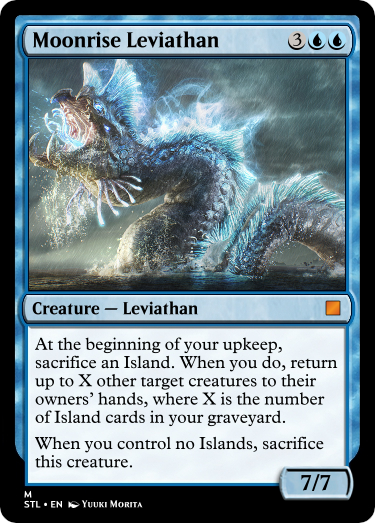 Moonrise Leviathan 3
Creature — Leviathan
At the beginning of your upkeep,
sacrifice an Island. When you do, return
up to X other target creatures to their
owners’ hands, where X is the number
of Island cards in your graveyard.
When you control no Islands, sacrifice
this creature.
7/7
M
STL • EN Yuuki Morita